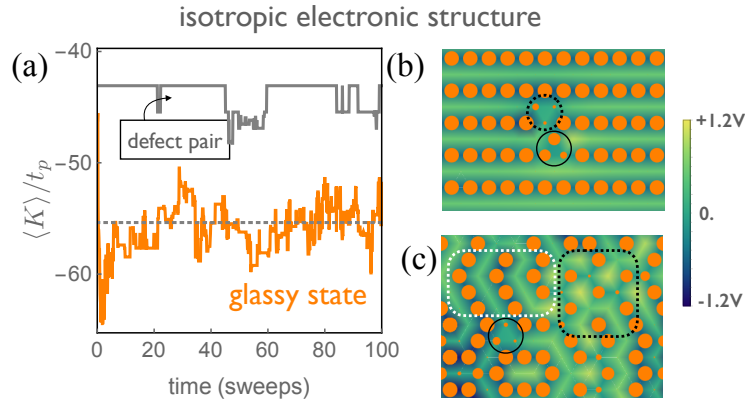 isotropic electronic structure
(a)
−40
−50
−60
⟨K⟩/t_p
defect pair
glassy state
0 20 40 60 80 100
time (sweeps)
(b)
(c)
+1.2V
0.
-1.2V